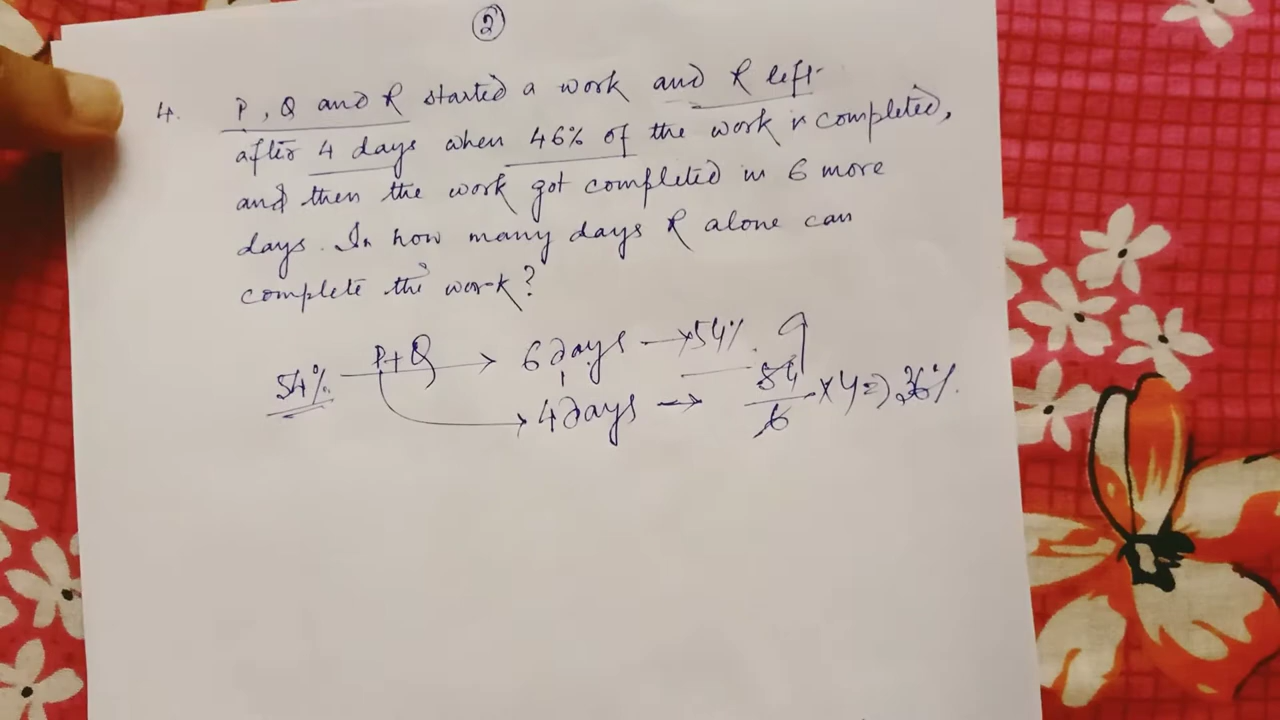 2
4. P, Q and R started a work and R left
after 4 days when 46% of the work is completed,
and then the work got completed in 6 more
days. In how many days R alone can
complete the work?
54% P+Q → 6 days → 54%
4 days → 54/6 × 4 => 36%.
9